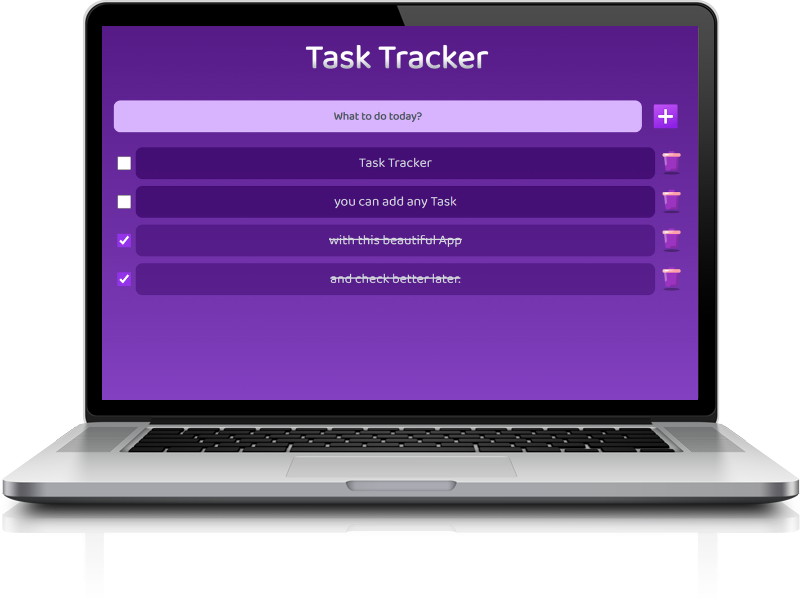 Task Tracker
What to do today?
Task Tracker
you can add any Task
with this beautiful App
and check better later.